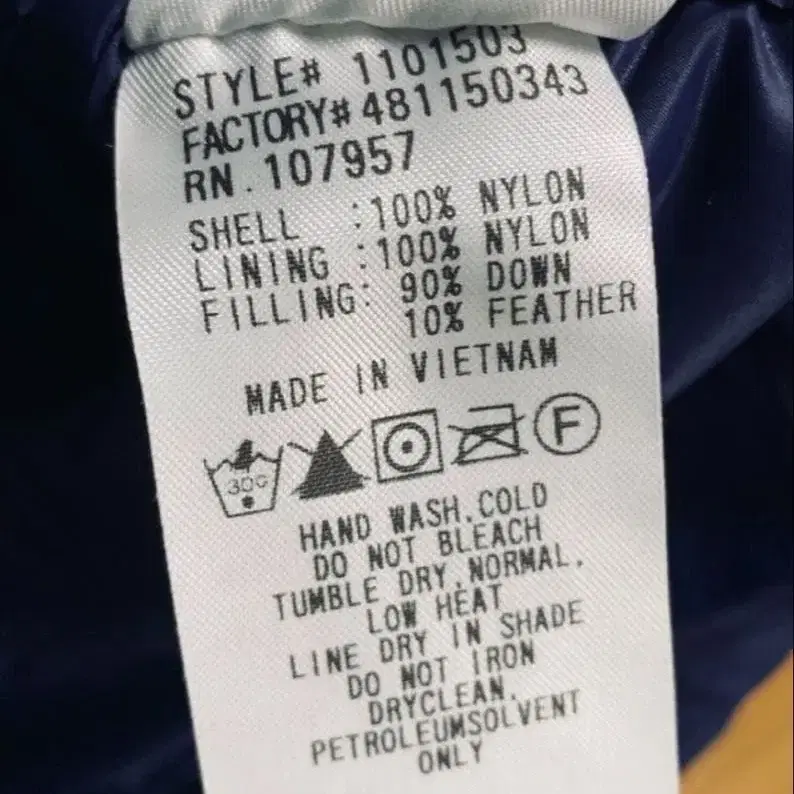 STYLE# 1101503
FACTORY#481150343
RN.107957
SHELL :100% NYLON
LINING :100% NYLON
FILLING: 90% DOWN
10% FEATHER
MADE IN VIETNAM
30C F
HAND WASH.COLD
DO NOT BLEACH
TUMBLE DRY.NORMAL.
LOW HEAT
LINE DRY IN SHADE
DO NOT IRON
DRYCLEAN.
PETROLEUMSOLVENT
ONLY